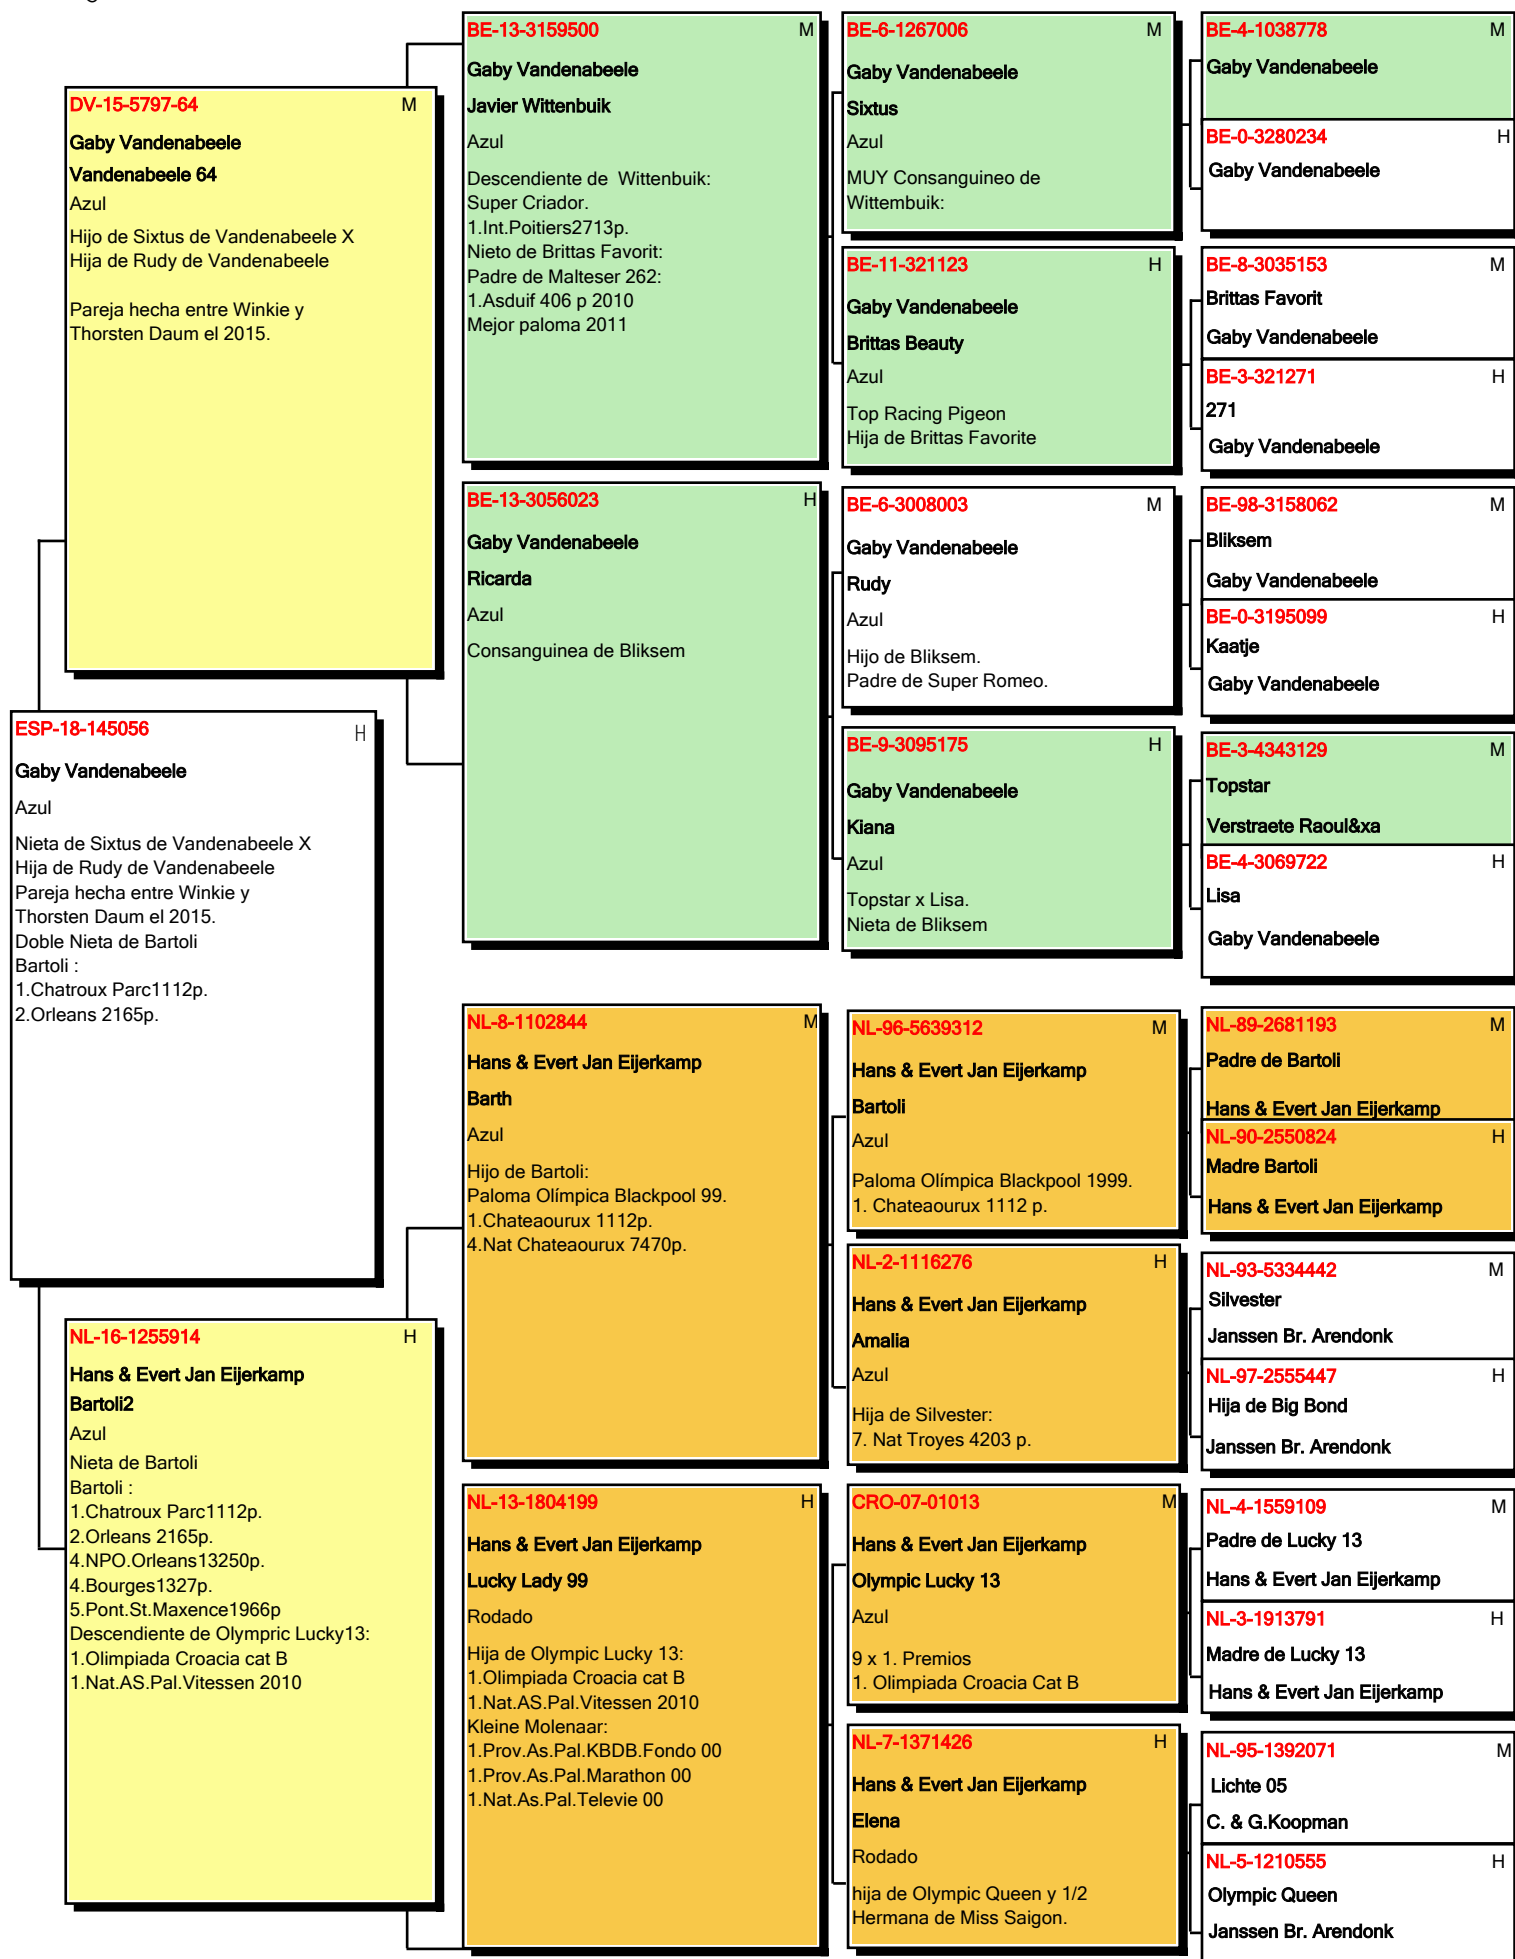 DV-15-5797-64 M
Gaby Vandenabeele
Vandenabeele 64
Azul
Hijo de Sixtus de Vandenabeele X
Hija de Rudy de Vandenabeele
Pareja hecha entre Winkie y
Thorsten Daum el 2015.
ESP-18-145056 H
Gaby Vandenabeele
Azul
Nieta de Sixtus de Vandenabeele X
Hija de Rudy de Vandenabeele
Pareja hecha entre Winkie y
Thorsten Daum el 2015.
Doble Nieta de Bartoli
Bartoli :
1.Chatroux Parc1112p.
2.Orleans 2165p.
NL-16-1255914 H
Hans & Evert Jan Eijerkamp
Bartoli2
Azul
Nieta de Bartoli
Bartoli :
1.Chatroux Parc1112p.
2.Orleans 2165p.
4.NPO.Orleans13250p.
4.Bourges1327p.
5.Pont.St.Maxence1966p
Descendiente de Olympric Lucky13:
1.Olimpiada Croacia cat B
1.Nat.AS.Pal.Vitessen 2010
BE-13-3159500 M
Gaby Vandenabeele
Javier Wittenbuik
Azul
Descendiente de  Wittenbuik:
Super Criador.
1.Int.Poitiers2713p.
Nieto de Brittas Favorit:
Padre de Malteser 262:
1.Asduif 406 p 2010
Mejor paloma 2011
BE-13-3056023 H
Gaby Vandenabeele
Ricarda
Azul
Consanguinea de Bliksem
NL-8-1102844 M
Hans & Evert Jan Eijerkamp
Barth
Azul
Hijo de Bartoli:
Paloma Olímpica Blackpool 99.
1.Chateaourux 1112p.
4.Nat Chateaourux 7470p.
NL-13-1804199 H
Hans & Evert Jan Eijerkamp
Lucky Lady 99
Rodado
Hija de Olympic Lucky 13:
1.Olimpiada Croacia cat B
1.Nat.AS.Pal.Vitessen 2010
Kleine Molenaar:
1.Prov.As.Pal.KBDB.Fondo 00
1.Prov.As.Pal.Marathon 00
1.Nat.As.Pal.Televie 00
BE-6-1267006 M
Gaby Vandenabeele
Sixtus
Azul
MUY Consanguineo de
Wittembuik:
BE-11-321123 H
Gaby Vandenabeele
Brittas Beauty
Azul
Top Racing Pigeon
Hija de Brittas Favorite
BE-6-3008003 M
Gaby Vandenabeele
Rudy
Azul
Hijo de Bliksem.
Padre de Super Romeo.
BE-9-3095175 H
Gaby Vandenabeele
Kiana
Azul
Topstar x Lisa.
Nieta de Bliksem
NL-96-5639312 M
Hans & Evert Jan Eijerkamp
Bartoli
Azul
Paloma Olímpica Blackpool 1999.
1. Chateaourux 1112 p.
NL-2-1116276 H
Hans & Evert Jan Eijerkamp
Amalia
Azul
Hija de Silvester:
7. Nat Troyes 4203 p.
CRO-07-01013 M
Hans & Evert Jan Eijerkamp
Olympic Lucky 13
Azul
9 x 1. Premios
1. Olimpiada Croacia Cat B
NL-7-1371426 H
Hans & Evert Jan Eijerkamp
Elena
Rodado
hija de Olympic Queen y 1/2
Hermana de Miss Saigon.
BE-4-1038778 M
Gaby Vandenabeele
BE-0-3280234 H
Gaby Vandenabeele
BE-8-3035153 M
Brittas Favorit
Gaby Vandenabeele
BE-3-321271 H
271
Gaby Vandenabeele
BE-98-3158062 M
Bliksem
Gaby Vandenabeele
BE-0-3195099 H
Kaatje
Gaby Vandenabeele
BE-3-4343129 M
Topstar
Verstraete Raoul&xa
BE-4-3069722 H
Lisa
Gaby Vandenabeele
NL-89-2681193 M
Padre de Bartoli
Hans & Evert Jan Eijerkamp
NL-90-2550824 H
Madre Bartoli
Hans & Evert Jan Eijerkamp
NL-93-5334442 M
Silvester
Janssen Br. Arendonk
NL-97-2555447 H
Hija de Big Bond
Janssen Br. Arendonk
NL-4-1559109 M
Padre de Lucky 13
Hans & Evert Jan Eijerkamp
NL-3-1913791 H
Madre de Lucky 13
Hans & Evert Jan Eijerkamp
NL-95-1392071 M
Lichte 05
C. & G.Koopman
NL-5-1210555 H
Olympic Queen
Janssen Br. Arendonk